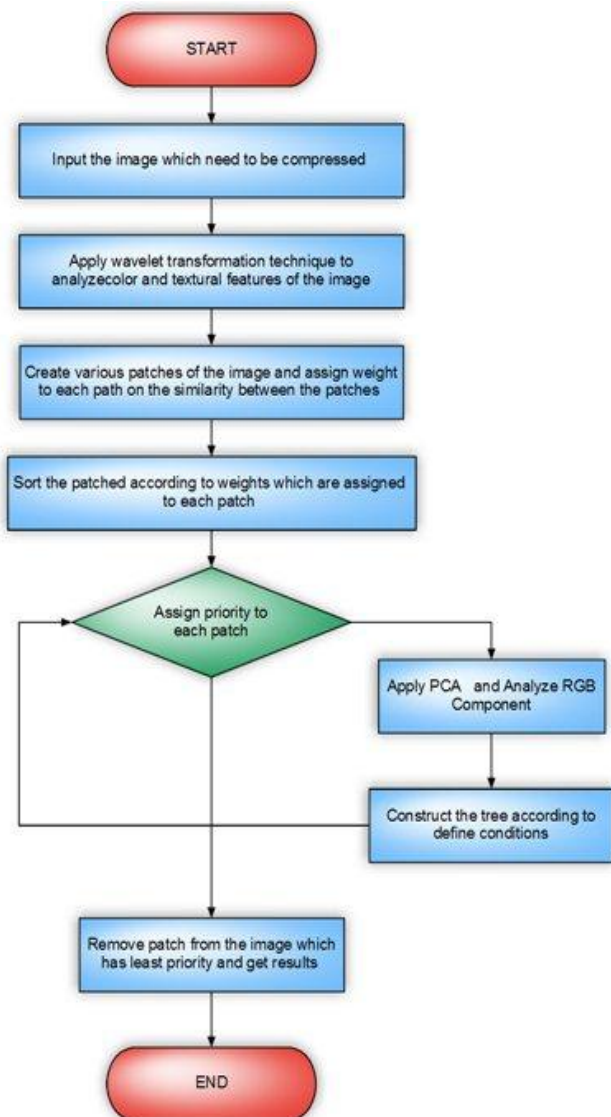 START
Input the image which need to be compressed
Apply wavelet transformation technique to
analyzecolor and textural features of the image
Create various patches of the image and assign weight
to each path on the similarity between the patches
Sort the patched according to weights which are assigned
to each patch
Assign priority to
each patch
Apply PCA and Analyze RGB
Component
Construct the tree according to
define conditions
Remove patch from the image which
has least priority and get results
END